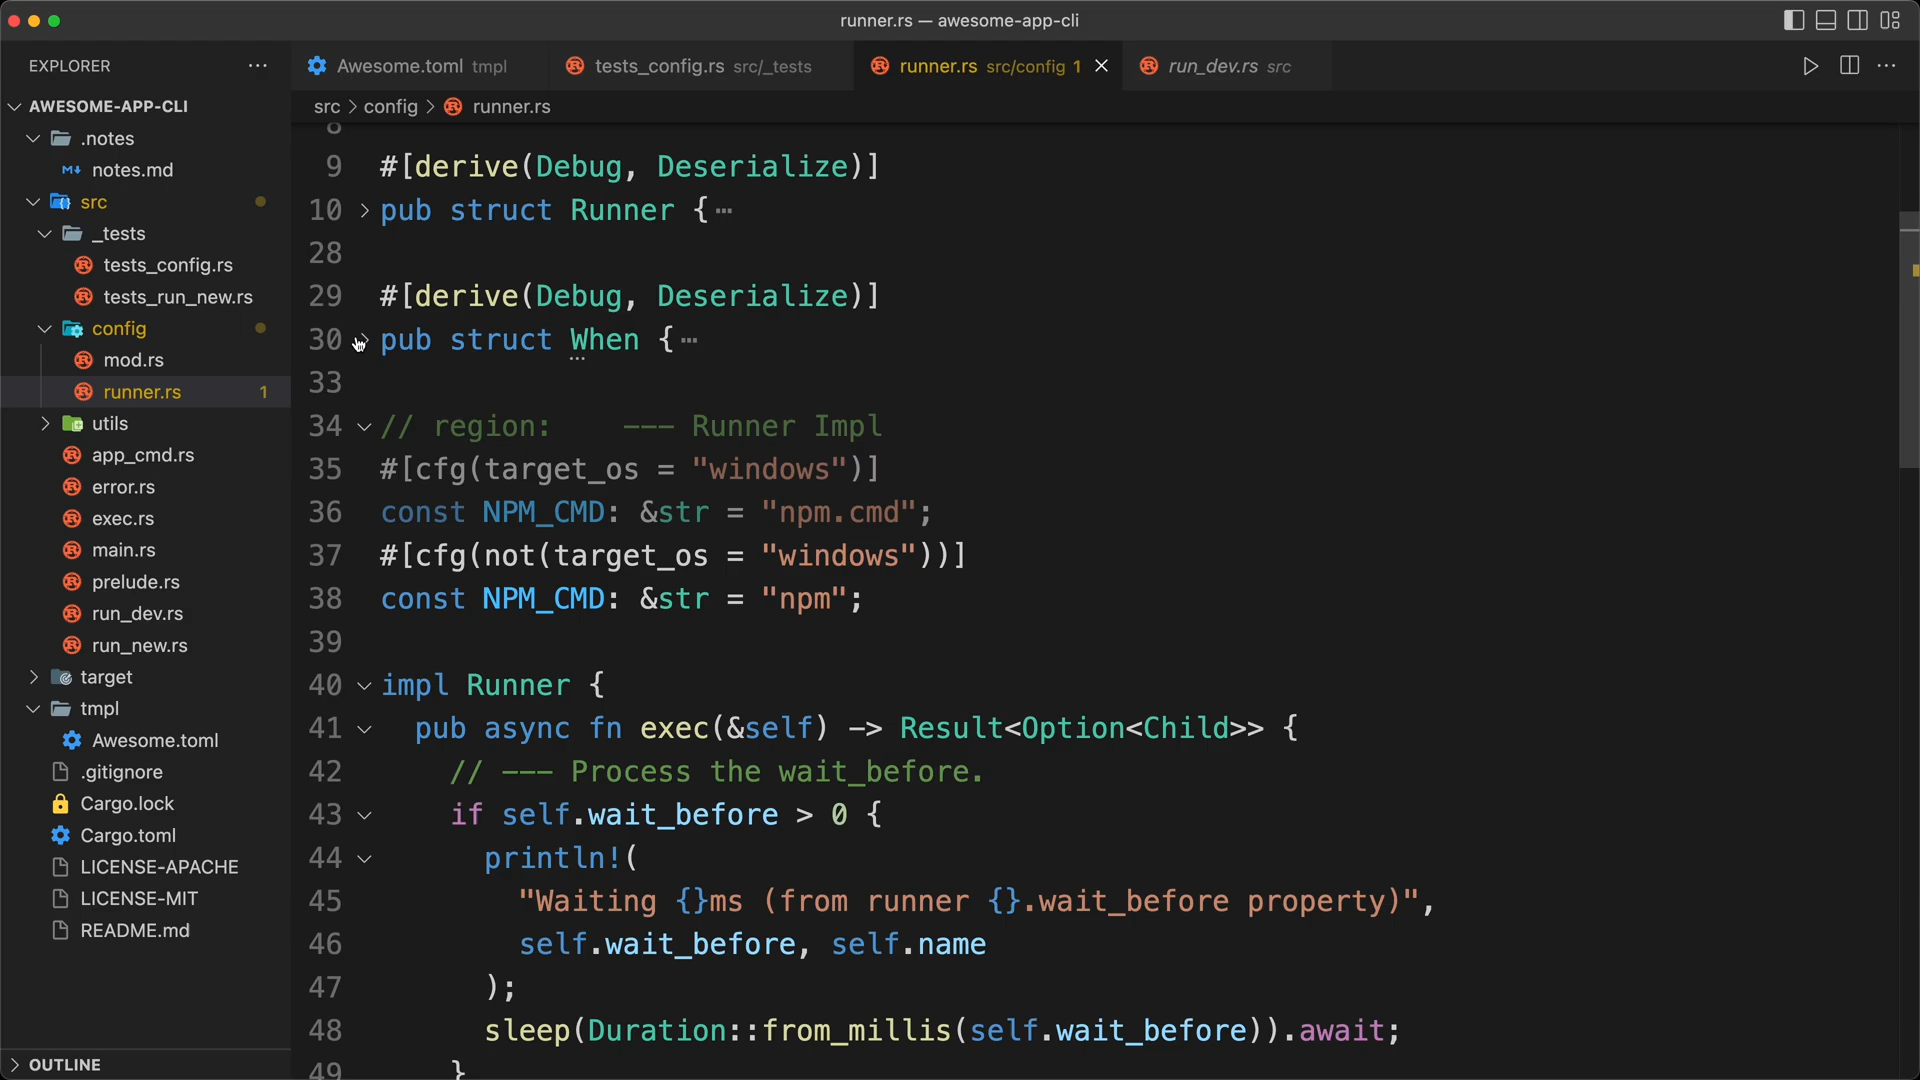 runner.rs — awesome-app-cli
EXPLORER
AWESOME-APP-CLI
.notes
notes.md
src
_tests
tests_config.rs
tests_run_new.rs
config
mod.rs
runner.rs 1
utils
app_cmd.rs
error.rs
exec.rs
main.rs
prelude.rs
run_dev.rs
run_new.rs
target
tmpl
Awesome.toml
.gitignore
Cargo.lock
Cargo.toml
LICENSE-APACHE
LICENSE-MIT
README.md
OUTLINE
Awesome.toml tmpl
tests_config.rs src/_tests
runner.rs src/config 1
run_dev.rs src
src > config > runner.rs
8
9 #[derive(Debug, Deserialize)]
10 pub struct Runner {…
28
29 #[derive(Debug, Deserialize)]
30 pub struct When {…
33
34 // region:    --- Runner Impl
35 #[cfg(target_os = "windows")]
36 const NPM_CMD: &str = "npm.cmd";
37 #[cfg(not(target_os = "windows"))]
38 const NPM_CMD: &str = "npm";
39
40 impl Runner {
41   pub async fn exec(&self) -> Result<Option<Child>> {
42     // --- Process the wait_before.
43     if self.wait_before > 0 {
44       println!(
45         "Waiting {}ms (from runner {}.wait_before property)",
46         self.wait_before, self.name
47       );
48       sleep(Duration::from_millis(self.wait_before)).await;
49     }